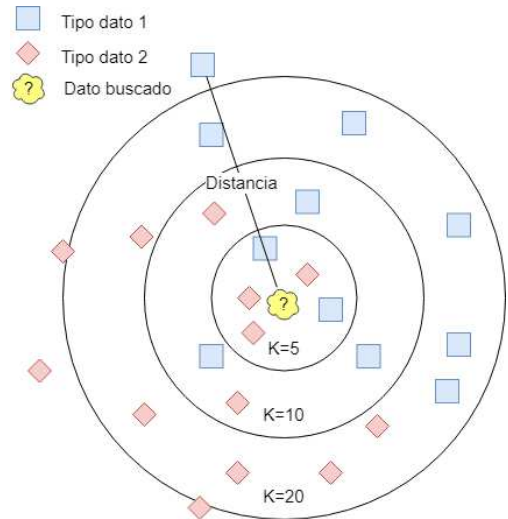 Tipo dato 1
Tipo dato 2
? Dato buscado
Distancia
?
K=5
K=10
K=20